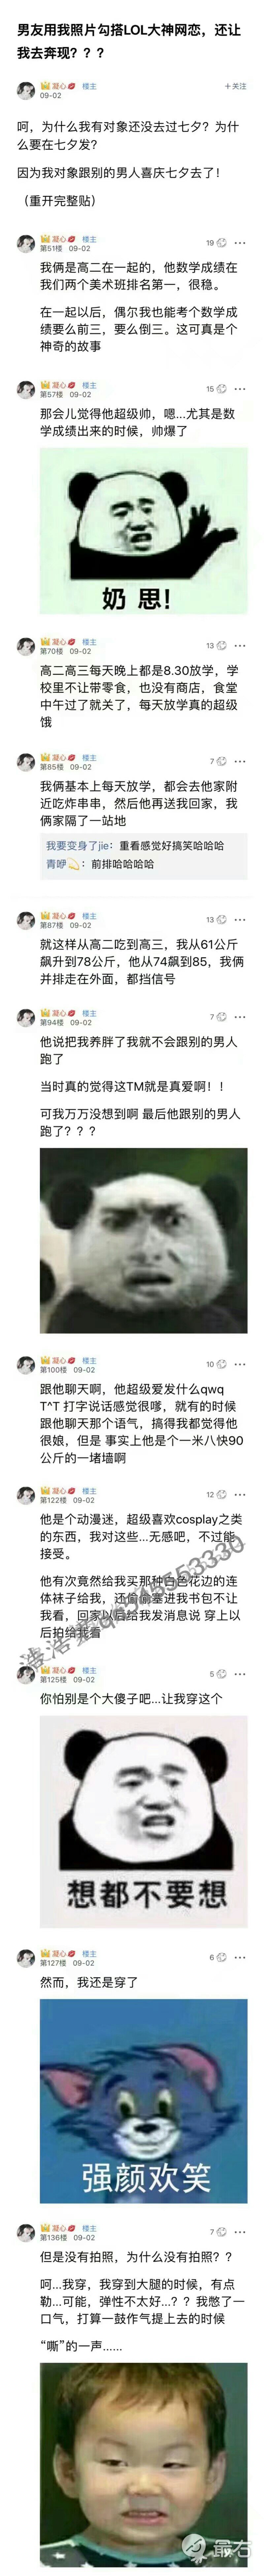 男友用我照片勾搭LOL大神网恋，还让
我去奔现？？？
凝心💋 楼主
09-02
＋关注
呵，为什么我有对象还没去过七夕？为什
么要在七夕发？
因为我对象跟别的男人喜庆七夕去了！
（重开完整贴）
凝心💋 楼主
第51楼 09-02
19
我俩是高二在一起的，他数学成绩在
我们两个美术班排名第一，很稳。
在一起以后，偶尔我也能考个数学成
绩要么前三，要么倒三。这可真是个
神奇的故事
凝心💋 楼主
第57楼 09-02
15
那会儿觉得他超级帅，嗯...尤其是数
学成绩出来的时候，帅爆了
奶思!
凝心💋 楼主
第70楼 09-02
13
高二高三每天晚上都是8.30放学，学
校里不让带零食，也没有商店，食堂
中午过了就关了，每天放学真的超级
饿
凝心💋 楼主
第85楼 09-02
7
我俩基本上每天放学，都会去他家附
近吃炸串串，然后他再送我回家，我
俩家隔了一站地
我要变身了jie：重看感觉好搞笑哈哈哈
青咿💫：前排哈哈哈哈
凝心💋 楼主
第87楼 09-02
13
就这样从高二吃到高三，我从61公斤
飙升到78公斤，他从74飙到85，我俩
并排走在外面，都挡信号
凝心💋 楼主
第94楼 09-02
7
他说把我养胖了我就不会跟别的男人
跑了
当时真的觉得这TM就是真爱啊！！
可我万万没想到啊 最后他跟别的男人
跑了？？？
凝心💋 楼主
第100楼 09-02
10
跟他聊天啊，他超级爱发什么qwq
T^T 打字说话感觉很嗲，就有的时候
跟他聊天那个语气，搞得我都觉得他
很娘，但是 事实上他是个一米八快90
公斤的一堵墙啊
凝心💋 楼主
第122楼 09-02
12
他是个动漫迷，超级喜欢cosplay之类
的东西，我对这些...无感吧，不过能
接受。
他有次竟然给我买那种白色花边的连
体袜子给我，还偷偷塞进我书包不让
我看，回家以后给我发消息说 穿上以
后拍给我看
凝心💋 楼主
第125楼 09-02
5
你怕别是个大傻子吧...让我穿这个
想都不要想
凝心💋 楼主
第127楼 09-02
6
然而，我还是穿了
强颜欢笑
凝心💋 楼主
第136楼 09-02
7
但是没有拍照，为什么没有拍照？？
呵...我穿，我穿到大腿的时候，有点
勒...可能，弹性不太好...？？我憋了一
口气，打算一鼓作气提上去的时候
“嘶”的一声......
最右